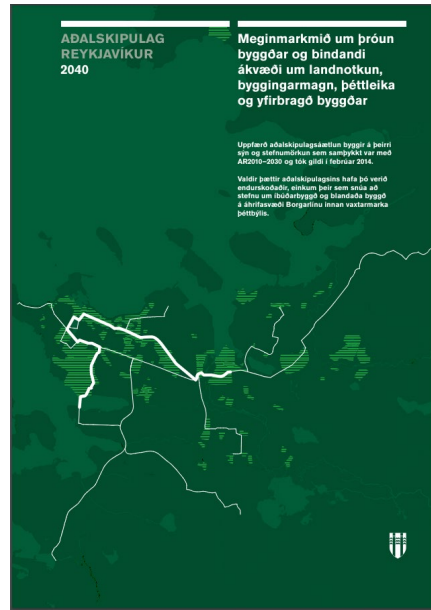 AÐALSKIPULAG
REYKJAVÍKUR
2040
Meginmarkmið um þróun
byggðar og bindandi
ákvæði um landnotkun,
byggingarmagn, þéttleika
og yfirbragð byggðar
Uppfærð aðalskipulagsáætlun byggir á þeirri
sýn og stefnumörkun sem samþykkt var með
AR2010–2030 og tók gildi í febrúar 2014.
Valdir þættir aðalskipulagsins hafa þó verið
endurskoðaðir, einkum þeir sem snúa að
stefnu um íbúðarbyggð og blandaða byggð
á áhrifasvæði Borgarlínu innan vaxtarmarka
þéttbýlis.